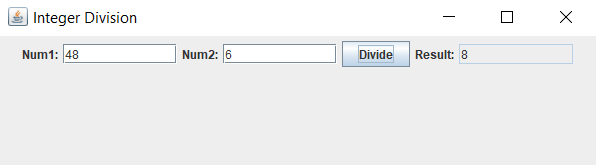 Integer Division
Num1: 48 Num2: 6 Divide Result: 8